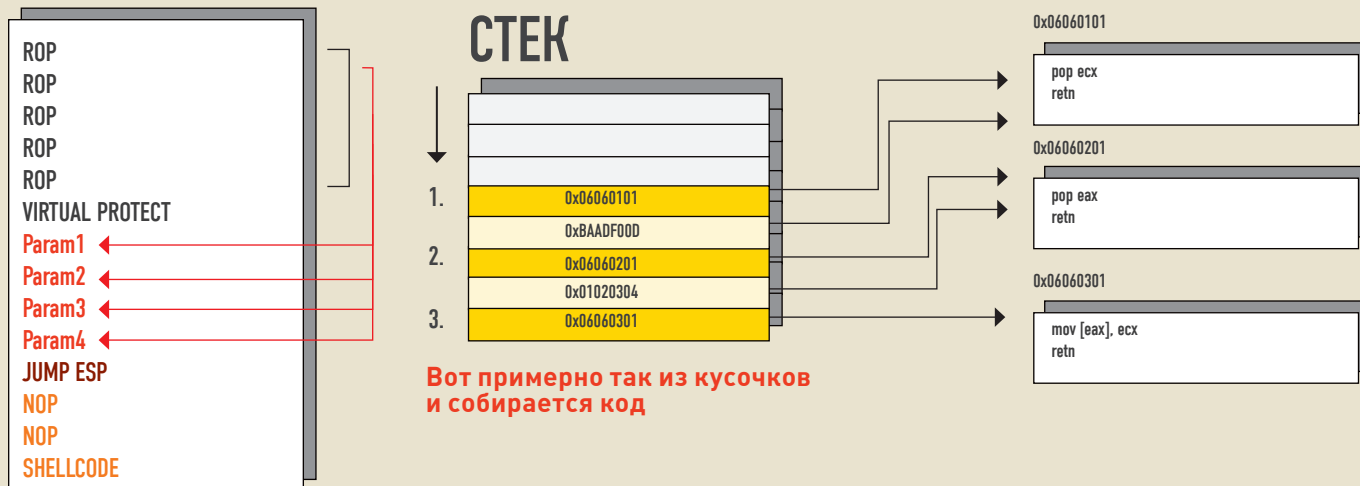 ROP
ROP
ROP
ROP
ROP
VIRTUAL PROTECT
Param1
Param2
Param3
Param4
JUMP ESP
NOP
NOP
SHELLCODE
СТЕК
1.
0x06060101
0xBAADF00D
2.
0x06060201
0x01020304
3.
0x06060301
Вот примерно так из кусочков
и собирается код
0x06060101
pop ecx
retn
0x06060201
pop eax
retn
0x06060301
mov [eax], ecx
retn